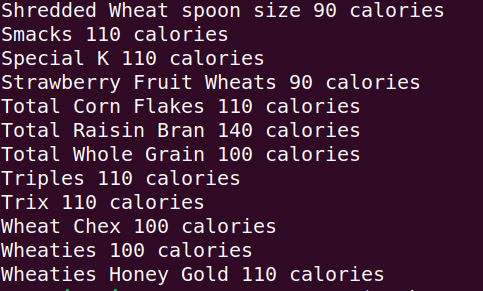 Shredded Wheat spoon size 90 calories
Smacks 110 calories
Special K 110 calories
Strawberry Fruit Wheats 90 calories
Total Corn Flakes 110 calories
Total Raisin Bran 140 calories
Total Whole Grain 100 calories
Triples 110 calories
Trix 110 calories
Wheat Chex 100 calories
Wheaties 100 calories
Wheaties Honey Gold 110 calories